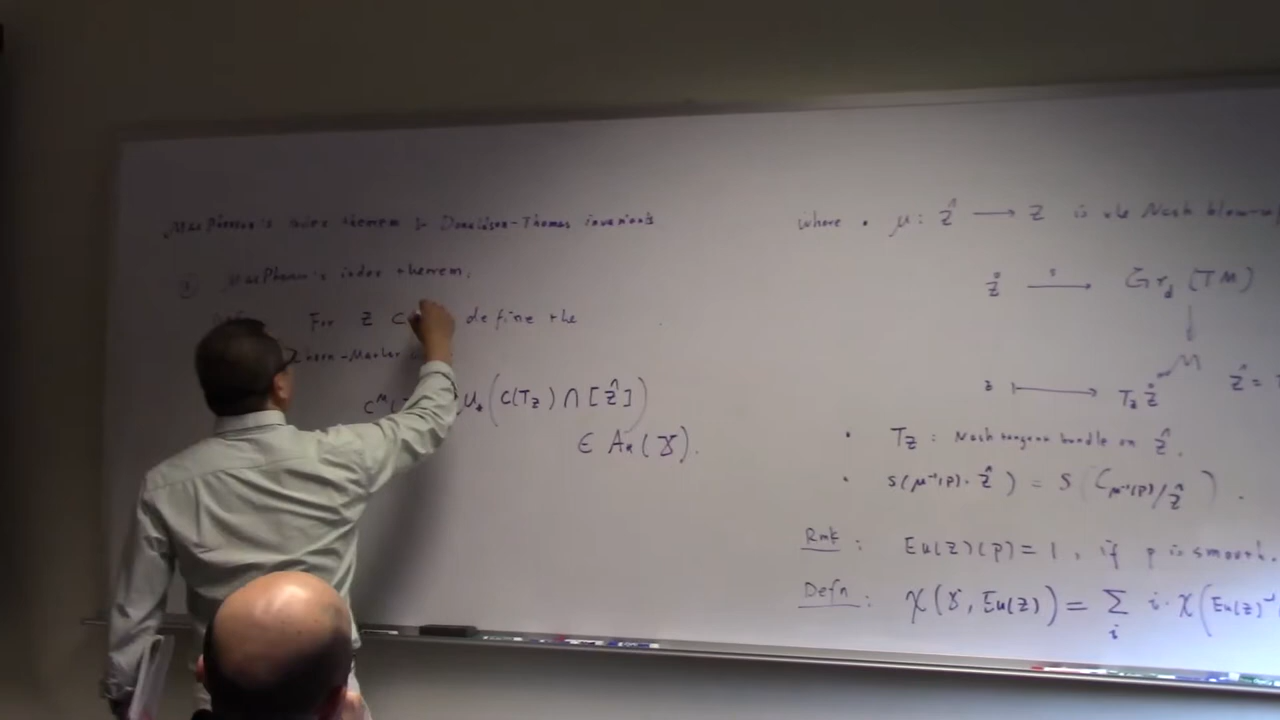 MacPherson's index theorem & Donaldson-Thomas invariants
MacPherson's index theorem.
For Z ⊂ define the
Chern-Mather
C^M( μ_*(C(T_Z) ∩ [Ẑ])
∈ A_*(𝔛).
where • μ: Ẑ → Z is the Nash blow-up
Z̊ —s→ Gr_d (TM)
↓
M
z ↦ T_z Z̊ Ẑ =
• T_Z : Nash tangent bundle on Ẑ.
• s(μ⁻¹(p), Ẑ) = s(C_{μ⁻¹(p)/Ẑ}).
Rmk: Eu(Z)(p) = 1, if p is smooth.
Defn: χ(𝔛, Eu(Z)) = Σ_i i·χ(Eu(Z)⁻¹